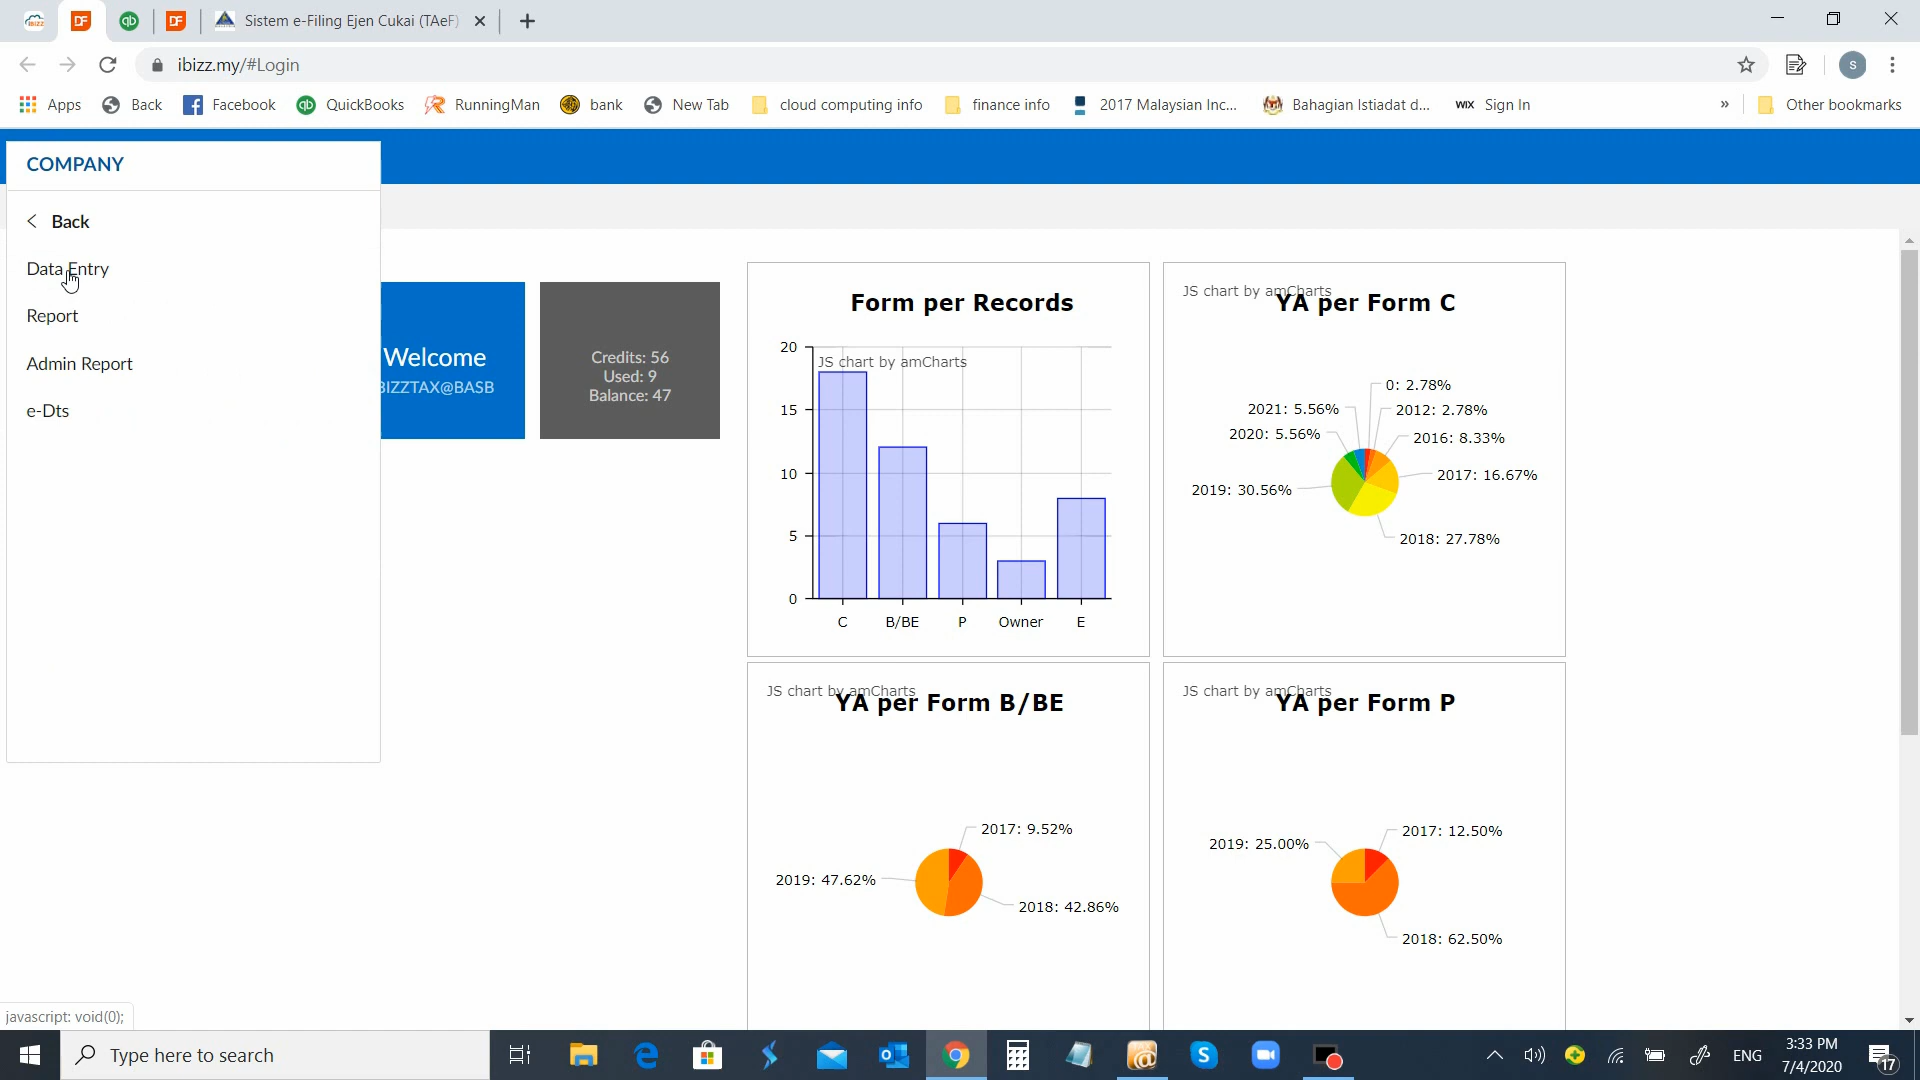 iBIZZ
DF
qb
DF
Sistem e-Filing Ejen Cukai (TAeF)
ibizz.my/#Login
S
Apps
Back
Facebook
qb
QuickBooks
RunningMan
bank
New Tab
cloud computing info
finance info
2017 Malaysian Inc...
Bahagian Istiadat d...
WIX
Sign In
»
Other bookmarks
COMPANY
Back
Data Entry
Report
Admin Report
e-Dts
Welcome
BIZZTAX@BASB
Credits: 56
Used: 9
Balance: 47
Form per Records
JS chart by amCharts
20
15
10
5
0
C
B/BE
P
Owner
E
JS chart by amCharts
YA per Form C
0: 2.78%
2021: 5.56%
2012: 2.78%
2020: 5.56%
2016: 8.33%
2017: 16.67%
2019: 30.56%
2018: 27.78%
JS chart by amCharts
YA per Form B/BE
2017: 9.52%
2019: 47.62%
2018: 42.86%
JS chart by amCharts
YA per Form P
2017: 12.50%
2019: 25.00%
2018: 62.50%
javascript: void(0);
Type here to search
ENG
3:33 PM
7/4/2020
17